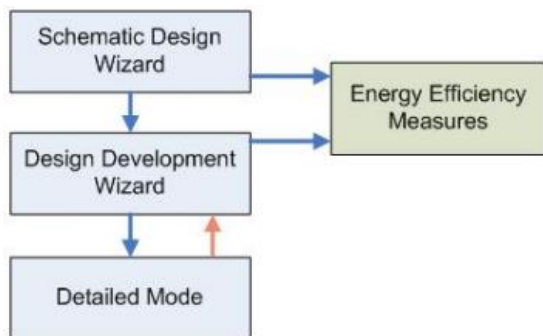 Schematic Design
Wizard
Energy Efficiency
Measures
Design Development
Wizard
Detailed Mode